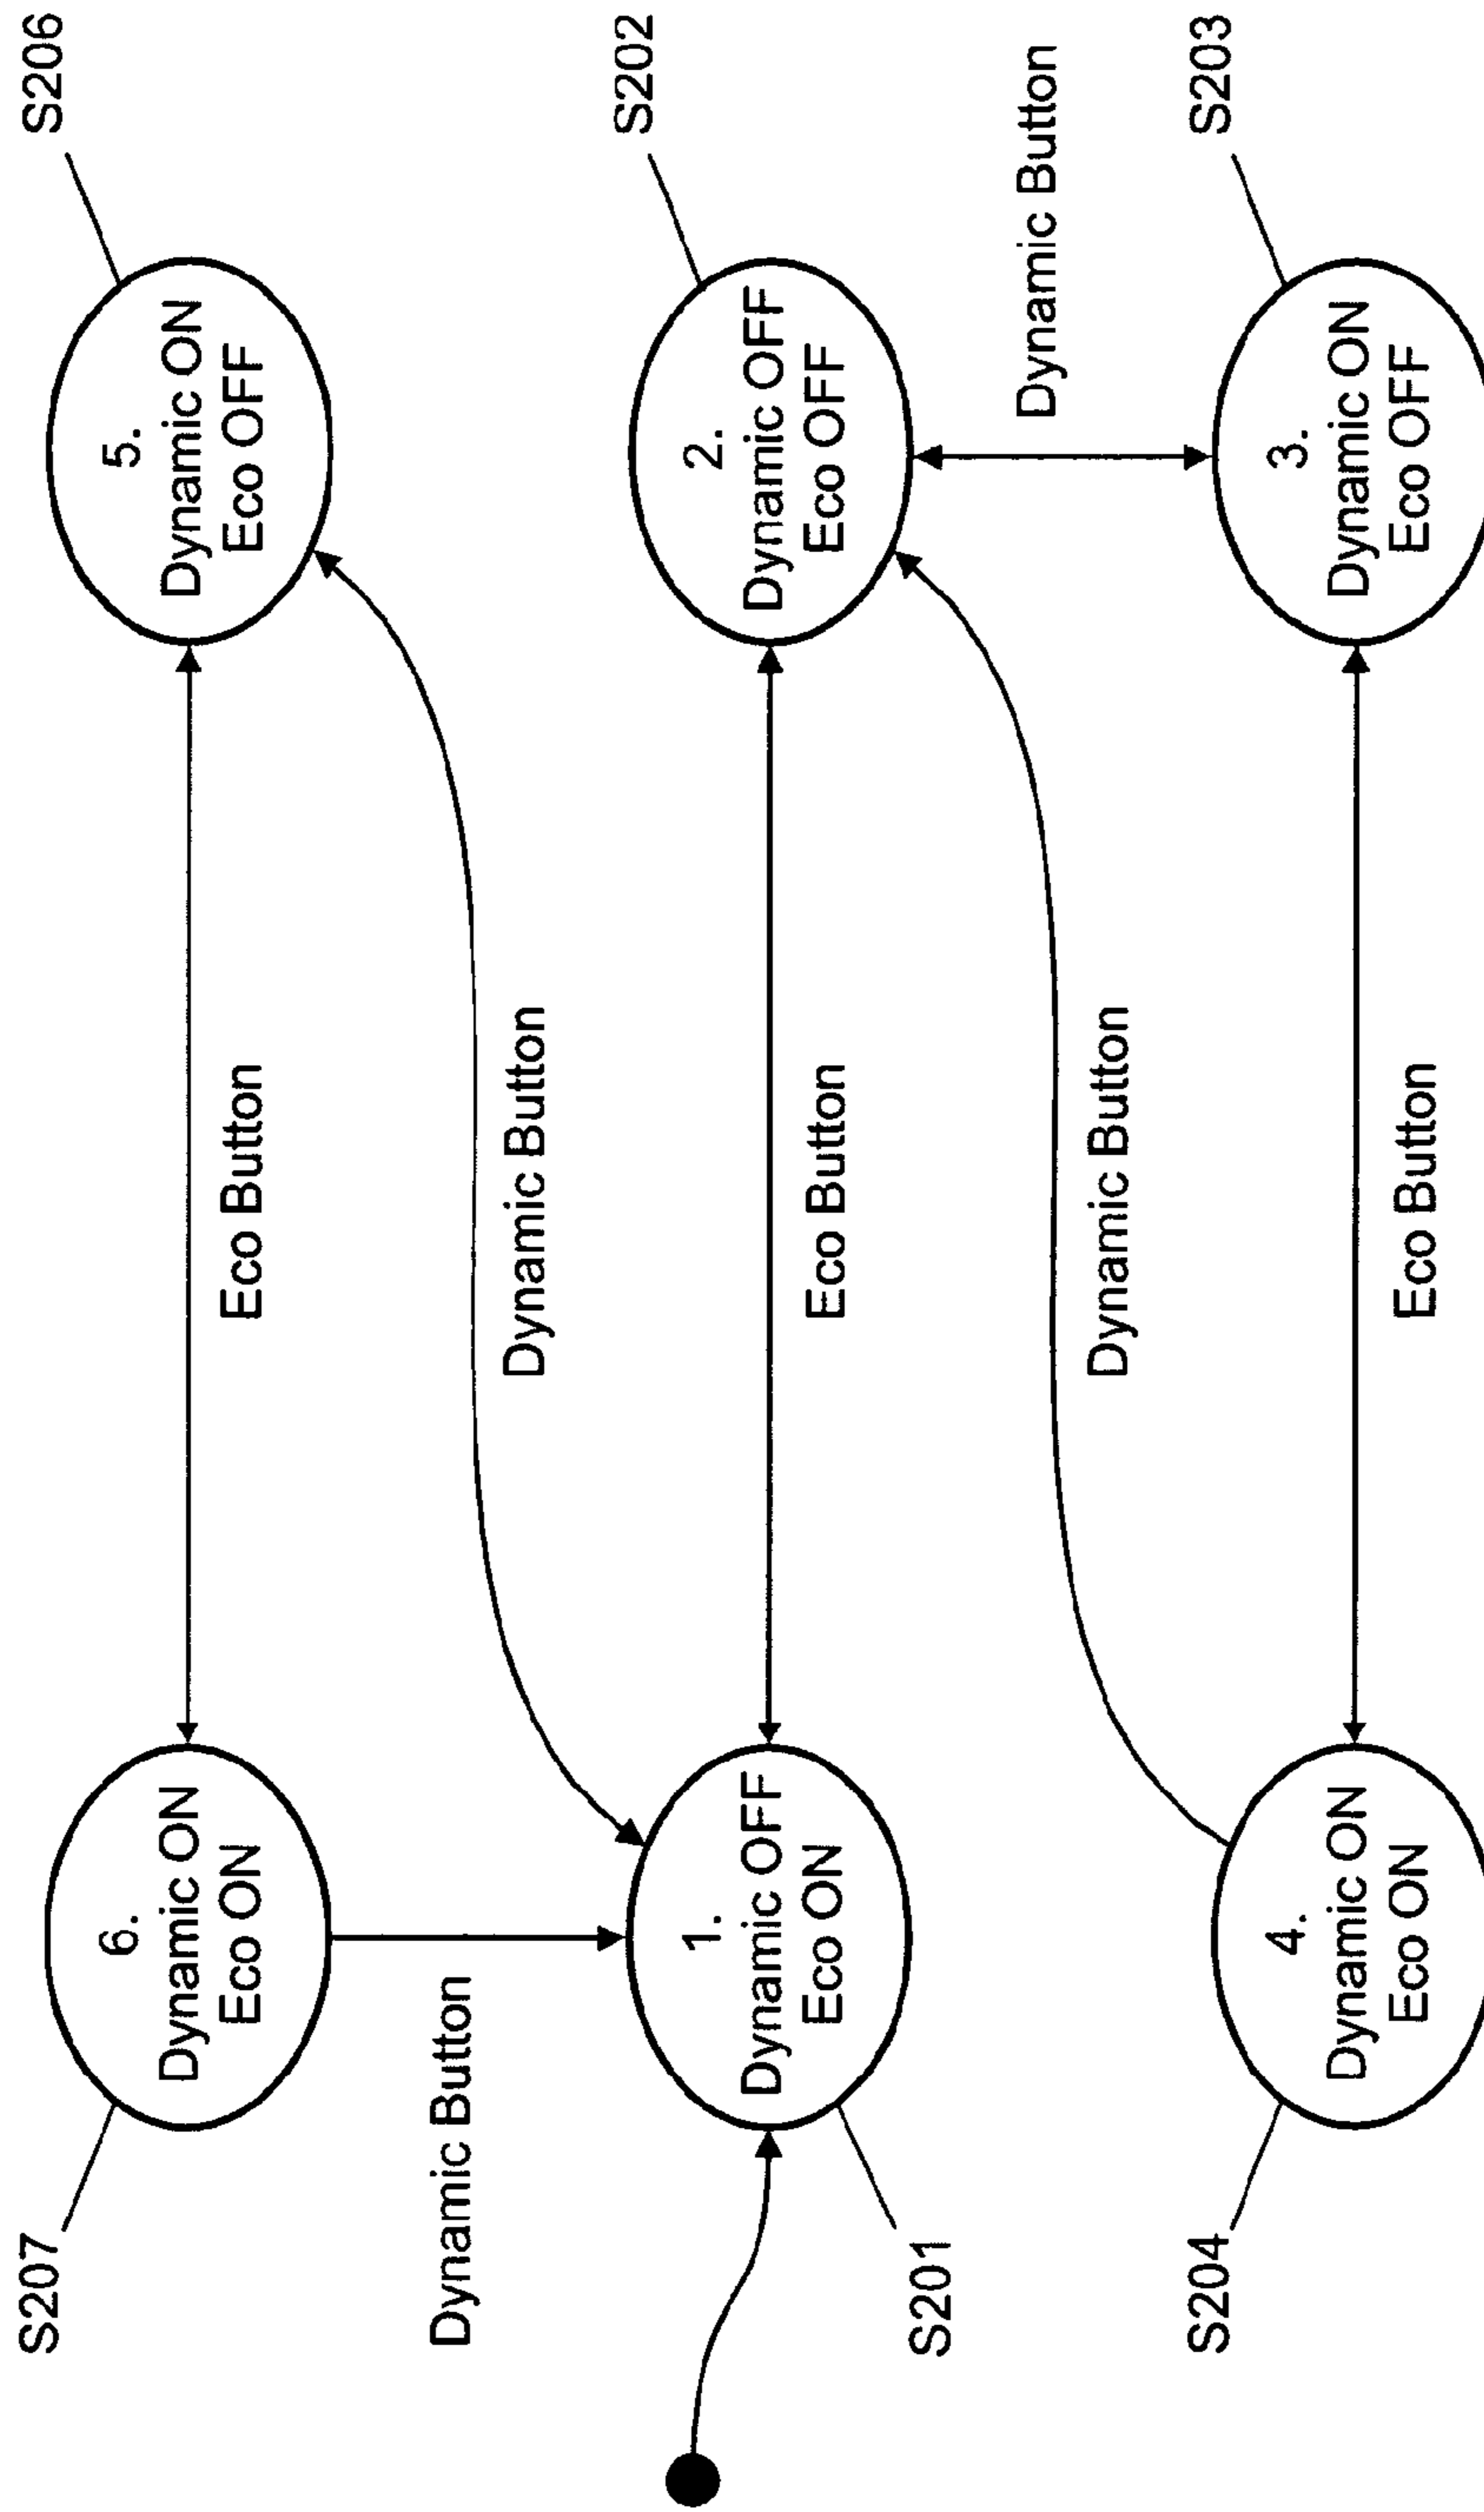 S207
6.
Dynamic ON
Eco ON
Eco Button
5.
Dynamic ON
Eco OFF
S206
Dynamic Button
Dynamic Button
1.
Dynamic OFF
Eco ON
S201
Eco Button
2.
Dynamic OFF
Eco OFF
S202
Dynamic Button
Dynamic Button
S204
4.
Dynamic ON
Eco ON
Eco Button
3.
Dynamic ON
Eco OFF
S203